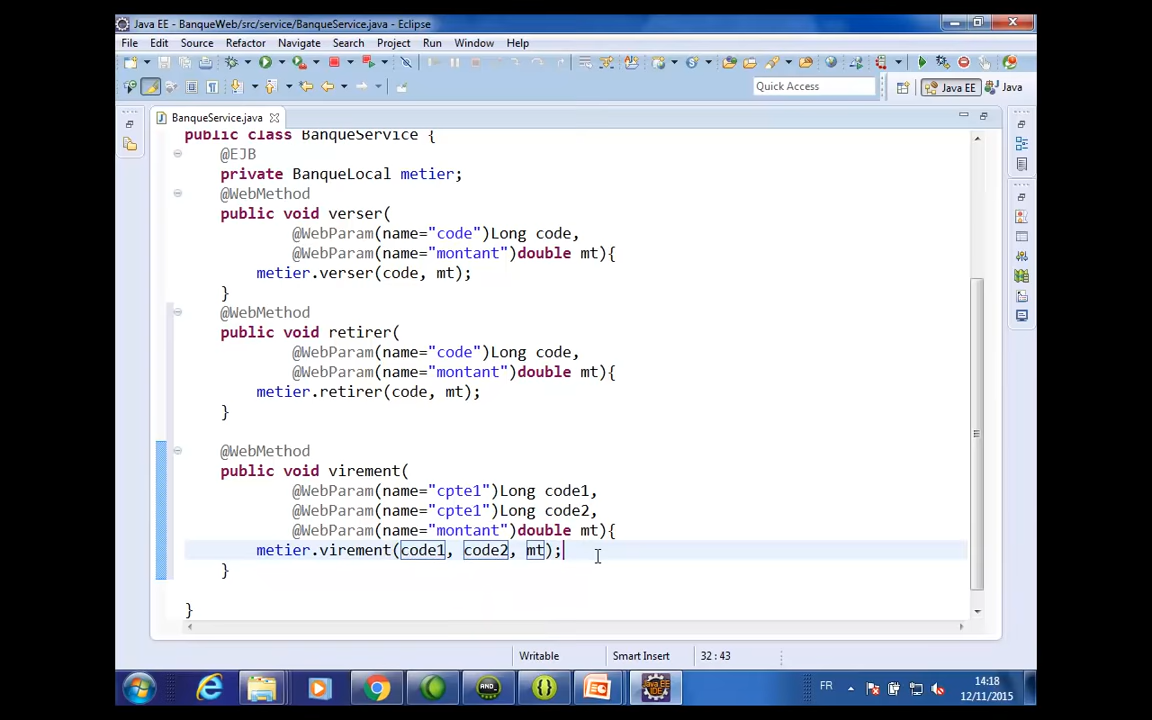 Java EE - BanqueWeb/src/service/BanqueService.java - Eclipse
File Edit Source Refactor Navigate Search Project Run Window Help
Quick Access
Java EE
Java
BanqueService.java
public class BanqueService {
@EJB
private BanqueLocal metier;
@WebMethod
public void verser(
@WebParam(name="code")Long code,
@WebParam(name="montant")double mt){
metier.verser(code, mt);
}
@WebMethod
public void retirer(
@WebParam(name="code")Long code,
@WebParam(name="montant")double mt){
metier.retirer(code, mt);
}
@WebMethod
public void virement(
@WebParam(name="cpte1")Long code1,
@WebParam(name="cpte1")Long code2,
@WebParam(name="montant")double mt){
metier.virement(code1, code2, mt);
}
}
Writable Smart Insert 32 : 43
FR
14:18
12/11/2015